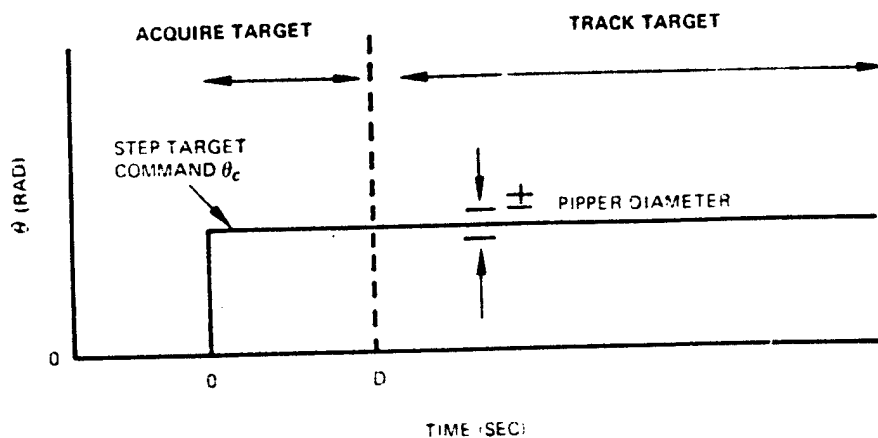 ACQUIRE TARGET
TRACK TARGET
STEP TARGET
COMMAND θc
± PIPPER DIAMETER
θ (RAD)
0
0
D
TIME (SEC)